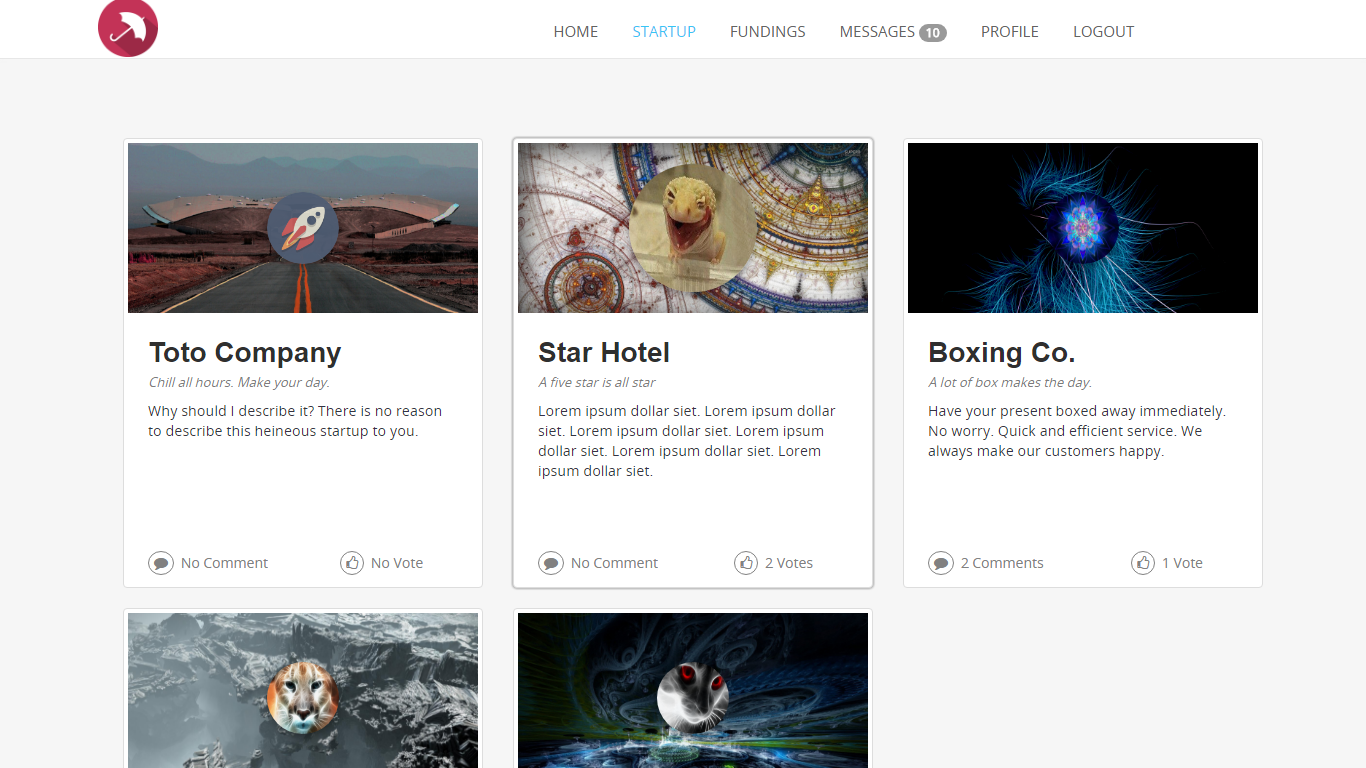 HOME STARTUP FUNDINGS MESSAGES 10 PROFILE LOGOUT
Toto Company
Chill all hours. Make your day.
Why should I describe it? There is no reason
to describe this heineous startup to you.
No Comment No Vote
Star Hotel
A five star is all star
Lorem ipsum dollar siet. Lorem ipsum dollar
siet. Lorem ipsum dollar siet. Lorem ipsum
dollar siet. Lorem ipsum dollar siet. Lorem
ipsum dollar siet.
No Comment 2 Votes
Boxing Co.
A lot of box makes the day.
Have your present boxed away immediately.
No worry. Quick and efficient service. We
always make our customers happy.
2 Comments 1 Vote